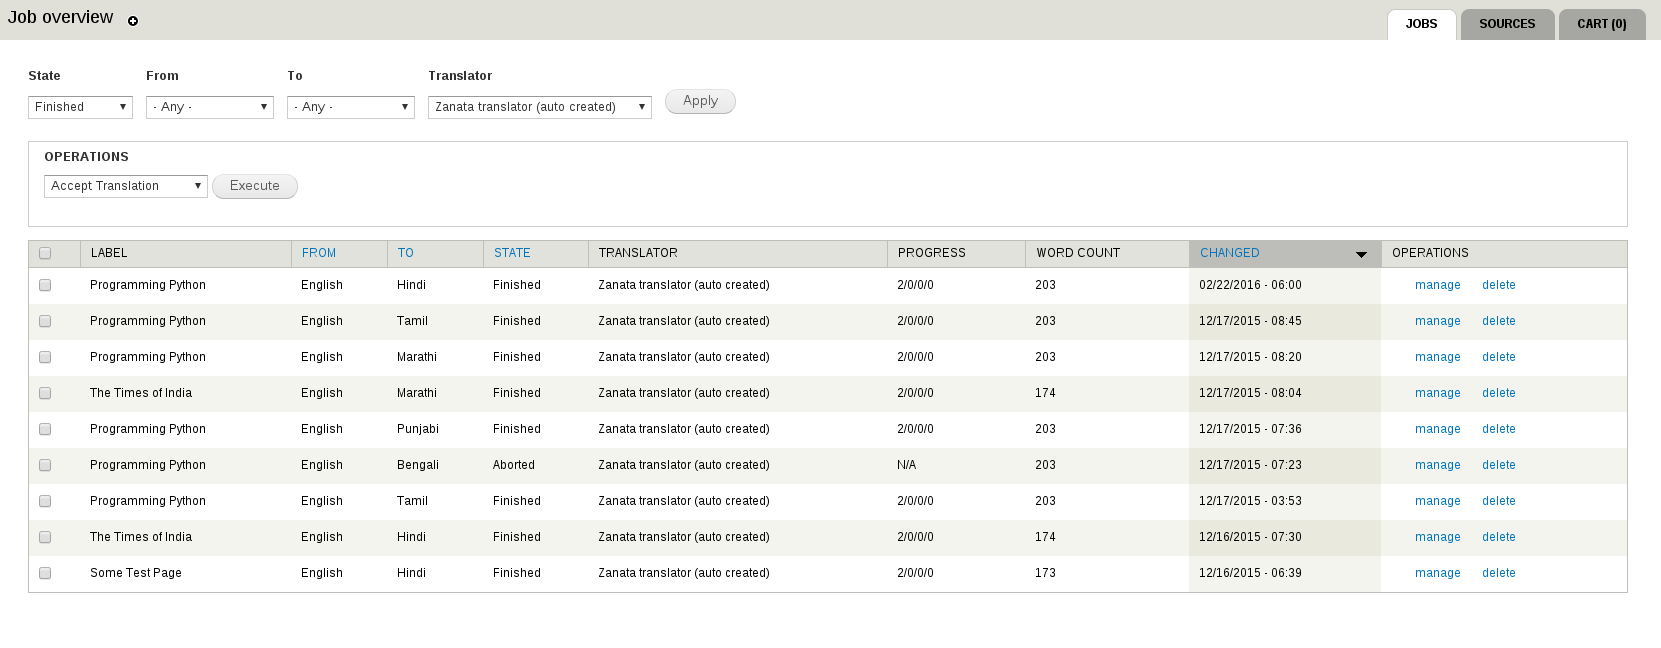 Job overview
JOBS SOURCES CART (0)
State From To Translator
Finished - Any - - Any - Zanata translator (auto created) Apply
OPERATIONS
Accept Translation Execute
LABEL FROM TO STATE TRANSLATOR PROGRESS WORD COUNT CHANGED OPERATIONS
Programming Python English Hindi Finished Zanata translator (auto created) 2/0/0/0 203 02/22/2016 - 06:00 manage delete
Programming Python English Tamil Finished Zanata translator (auto created) 2/0/0/0 203 12/17/2015 - 08:45 manage delete
Programming Python English Marathi Finished Zanata translator (auto created) 2/0/0/0 203 12/17/2015 - 08:20 manage delete
The Times of India English Marathi Finished Zanata translator (auto created) 2/0/0/0 174 12/17/2015 - 08:04 manage delete
Programming Python English Punjabi Finished Zanata translator (auto created) 2/0/0/0 203 12/17/2015 - 07:36 manage delete
Programming Python English Bengali Aborted Zanata translator (auto created) N/A 203 12/17/2015 - 07:23 manage delete
Programming Python English Tamil Finished Zanata translator (auto created) 2/0/0/0 203 12/17/2015 - 03:53 manage delete
The Times of India English Hindi Finished Zanata translator (auto created) 2/0/0/0 174 12/16/2015 - 07:30 manage delete
Some Test Page English Hindi Finished Zanata translator (auto created) 2/0/0/0 173 12/16/2015 - 06:39 manage delete